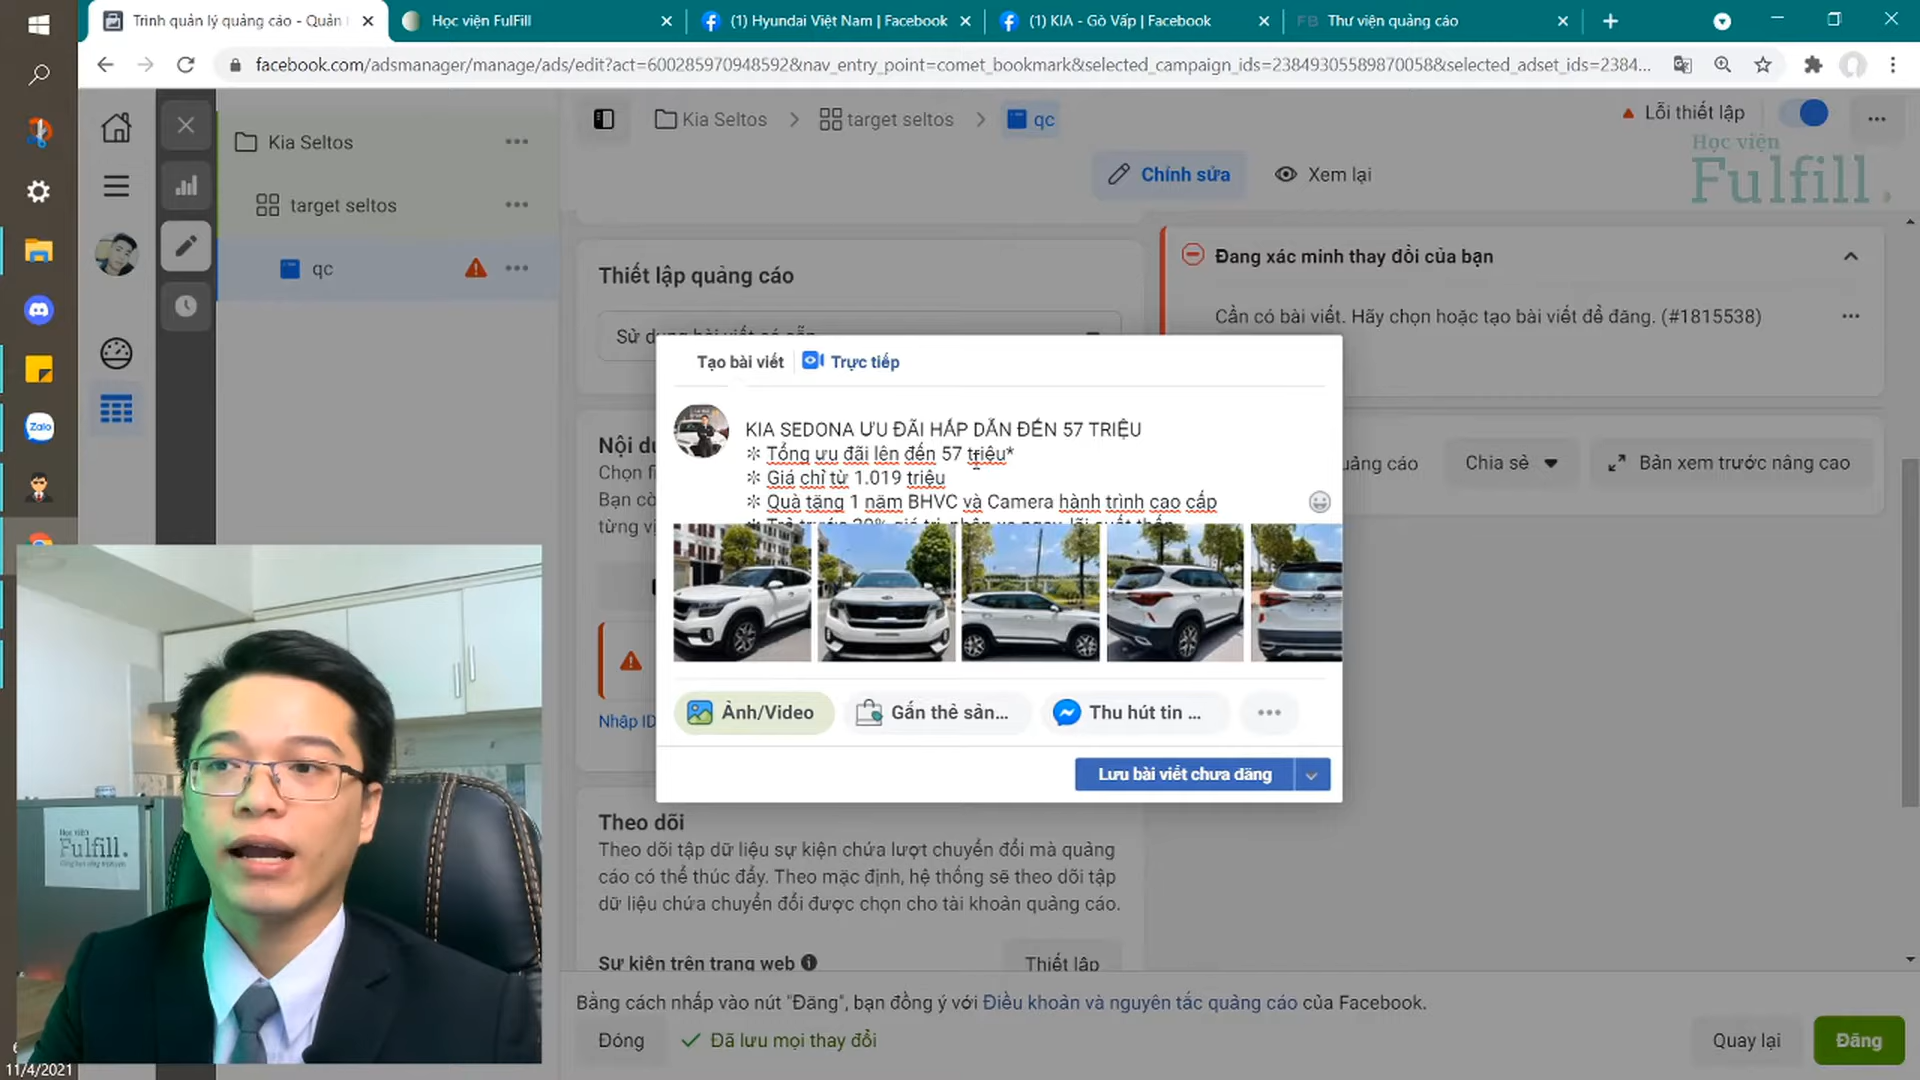 Trình quản lý quảng cáo - Quản
Học viện FulFill
(1) Hyundai Việt Nam | Facebook
(1) KIA - Gò Vấp | Facebook
FB Thư viện quảng cáo
facebook.com/adsmanager/manage/ads/edit?act=600285970948592&nav_entry_point=comet_bookmark&selected_campaign_ids=23849305589870058&selected_adset_ids=2384...
Kia Seltos
target seltos
qc
Kia Seltos
target seltos
qc
Lỗi thiết lập
Chỉnh sửa
Xem lại
Học viện
Fulfill.
Thiết lập quảng cáo
Đang xác minh thay đổi của bạn
Cần có bài viết. Hãy chọn hoặc tạo bài viết để đăng. (#1815538)
Tạo bài viết
Trực tiếp
KIA SEDONA ƯU ĐÃI HẤP DẪN ĐẾN 57 TRIỆU
※ Tổng ưu đãi lên đến 57 triệu*
※ Giá chỉ từ 1.019 triệu
※ Quà tặng 1 năm BHVC và Camera hành trình cao cấp
Chia sẻ
Bản xem trước nâng cao
Nhập ID
Ảnh/Video
Gắn thẻ sản...
Thu hút tin ...
Lưu bài viết chưa đăng
Theo dõi
Theo dõi tập dữ liệu sự kiện chứa lượt chuyển đổi mà quảng
cáo có thể thúc đẩy. Theo mặc định, hệ thống sẽ theo dõi tập
dữ liệu chứa chuyển đổi được chọn cho tài khoản quảng cáo.
Sự kiện trên trang web
Thiết lập
Bằng cách nhấp vào nút "Đăng", bạn đồng ý với Điều khoản và nguyên tắc quảng cáo của Facebook.
Đóng
Đã lưu mọi thay đổi
Quay lại
Đăng
Zalo
Học viện
Fulfill.
11/4/2021